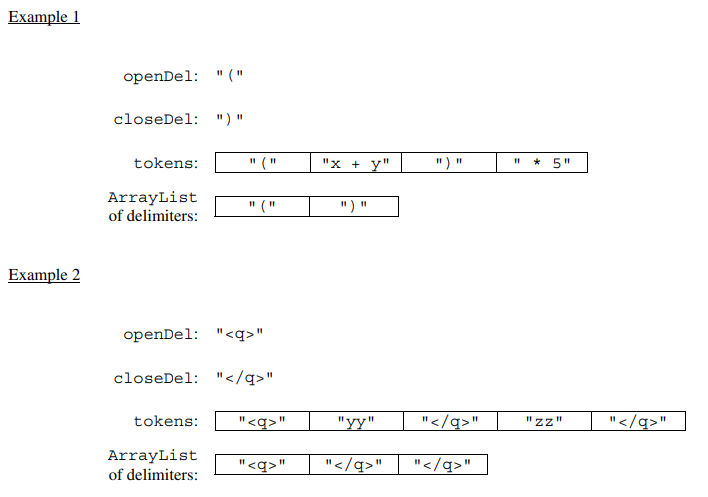 Example 1
openDel: "("
closeDel: ")"
tokens: "(" "x + y" ")" " * 5"
ArrayList
of delimiters: "(" ")"
Example 2
openDel: "<q>"
closeDel: "</q>"
tokens: "<q>" "yy" "</q>" "zz" "</q>"
ArrayList
of delimiters: "<q>" "</q>" "</q>"